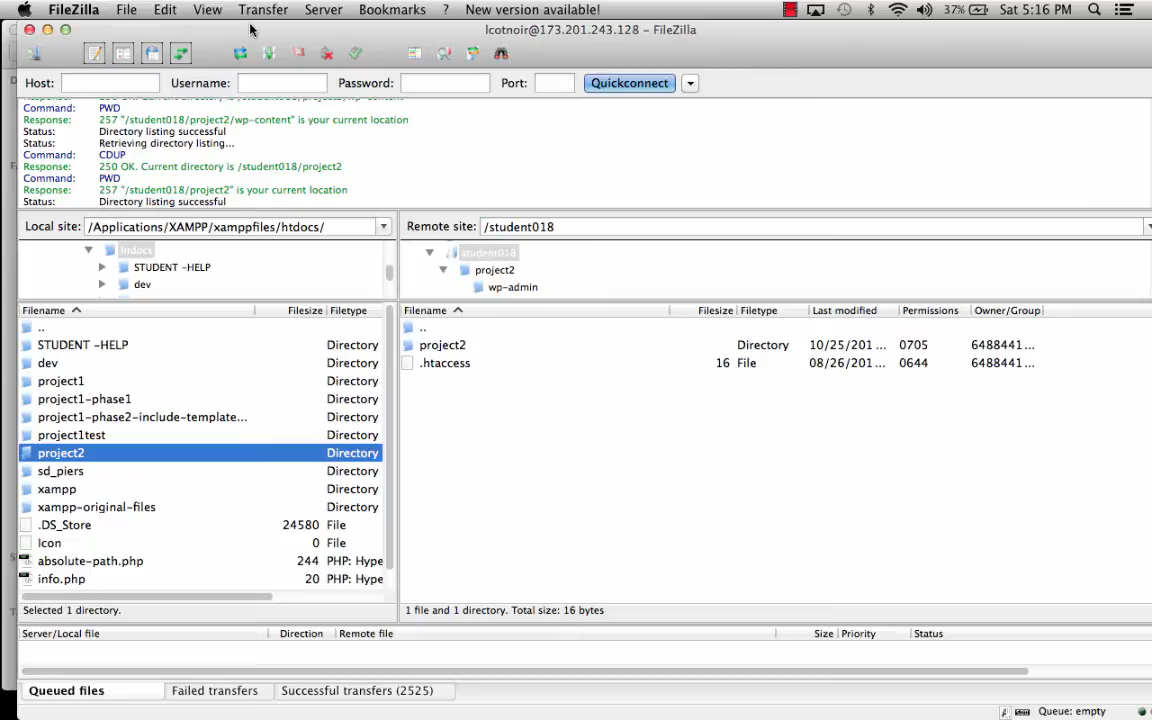 FileZilla File Edit View Transfer Server Bookmarks ? New version available! 37% Sat 5:16 PM
lcotnoir@173.201.243.128 - FileZilla
Host: Username: Password: Port: Quickconnect
Command: PWD
Response: 257 "/student018/project2/wp-content" is your current location
Status: Directory listing successful
Status: Retrieving directory listing...
Command: CDUP
Response: 250 OK. Current directory is /student018/project2
Command: PWD
Response: 257 "/student018/project2" is your current location
Status: Directory listing successful
Local site: /Applications/XAMPP/xamppfiles/htdocs/ Remote site: /student018
htdocs student018
STUDENT -HELP project2
dev wp-admin
Filename Filesize Filetype Filename Filesize Filetype Last modified Permissions Owner/Group
.. ..
STUDENT -HELP Directory project2 Directory 10/25/201... 0705 6488441...
dev Directory .htaccess 16 File 08/26/201... 0644 6488441...
project1 Directory
project1-phase1 Directory
project1-phase2-include-template... Directory
project1test Directory
project2 Directory
sd_piers Directory
xampp Directory
xampp-original-files Directory
.DS_Store 24580 File
Icon 0 File
absolute-path.php 244 PHP: Hype
info.php 20 PHP: Hype
Selected 1 directory. 1 file and 1 directory. Total size: 16 bytes
Server/Local file Direction Remote file Size Priority Status
Queued files Failed transfers Successful transfers (2525)
Queue: empty